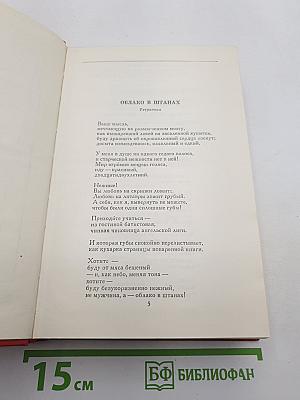 ОБЛАКО В ШТАНАХ
Тетраптих
Вашу мысль,
мечтающую на размягченном мозгу,
как выжиревший лакей на засаленной кушетке,
буду дразнить об окровавленный сердца лоскут;
досыта изъиздеваюсь, нахальный и едкий.
У меня в душе ни одного седого волоса,
и старческой нежности нет в ней!
Мир огромив мощью голоса,
иду — красивый,
двадцатидвухлетний.
Нежные!
Вы любовь на скрипки ложите.
Любовь на литавры ложит грубый.
А себя, как я, вывернуть не можете,
чтобы были одни сплошные губы!
Приходите учиться —
из гостиной батистовая,
чинная чиновница ангельской лиги.
И которая губы спокойно перелистывает,
как кухарка страницы поваренной книги.
Хотите —
буду от мяса бешеный
— и, как небо, меняя тона —
хотите —
буду безукоризненно нежный,
не мужчина, а — облако в штанах!
5
15 см
БФ БИБЛИОФАН